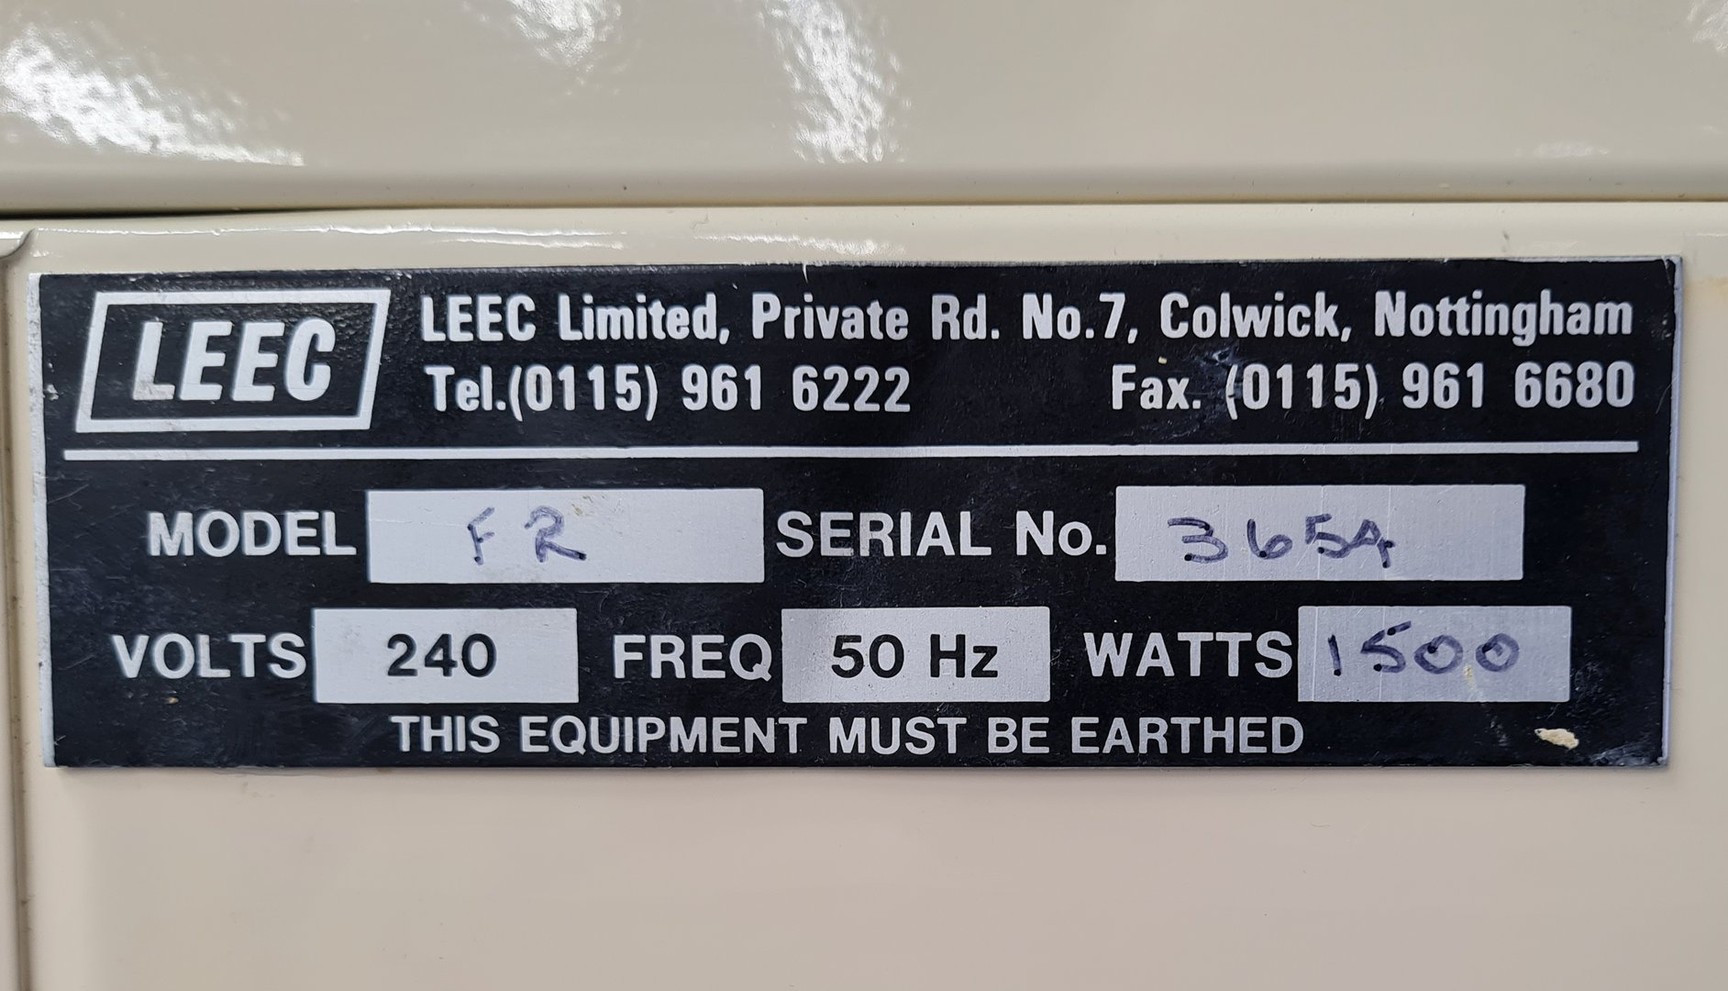 LEEC
LEEC Limited, Private Rd. No.7, Colwick, Nottingham
Tel.(0115) 961 6222 Fax. (0115) 961 6680
MODEL FR SERIAL No. 3654
VOLTS 240 FREQ 50 Hz WATTS 1500
THIS EQUIPMENT MUST BE EARTHED